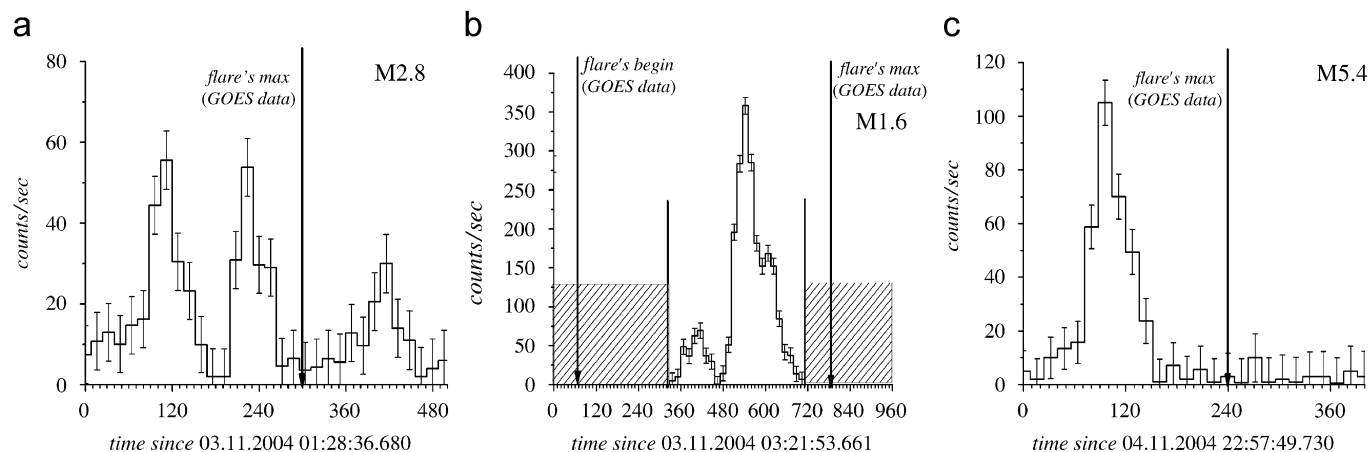 a
80
60
40
20
0
counts/sec
flare's max
(GOES data)
M2.8
0 120 240 360 480
time since 03.11.2004 01:28:36.680
b
400
350
300
250
200
150
100
50
0
counts/sec
flare's begin
(GOES data)
flare's max
(GOES data)
M1.6
0 120 240 360 480 600 720 840 960
time since 03.11.2004 03:21:53.661
c
120
100
80
60
40
20
0
counts/sec
flare's max
(GOES data)
M5.4
0 120 240 360
time since 04.11.2004 22:57:49.730